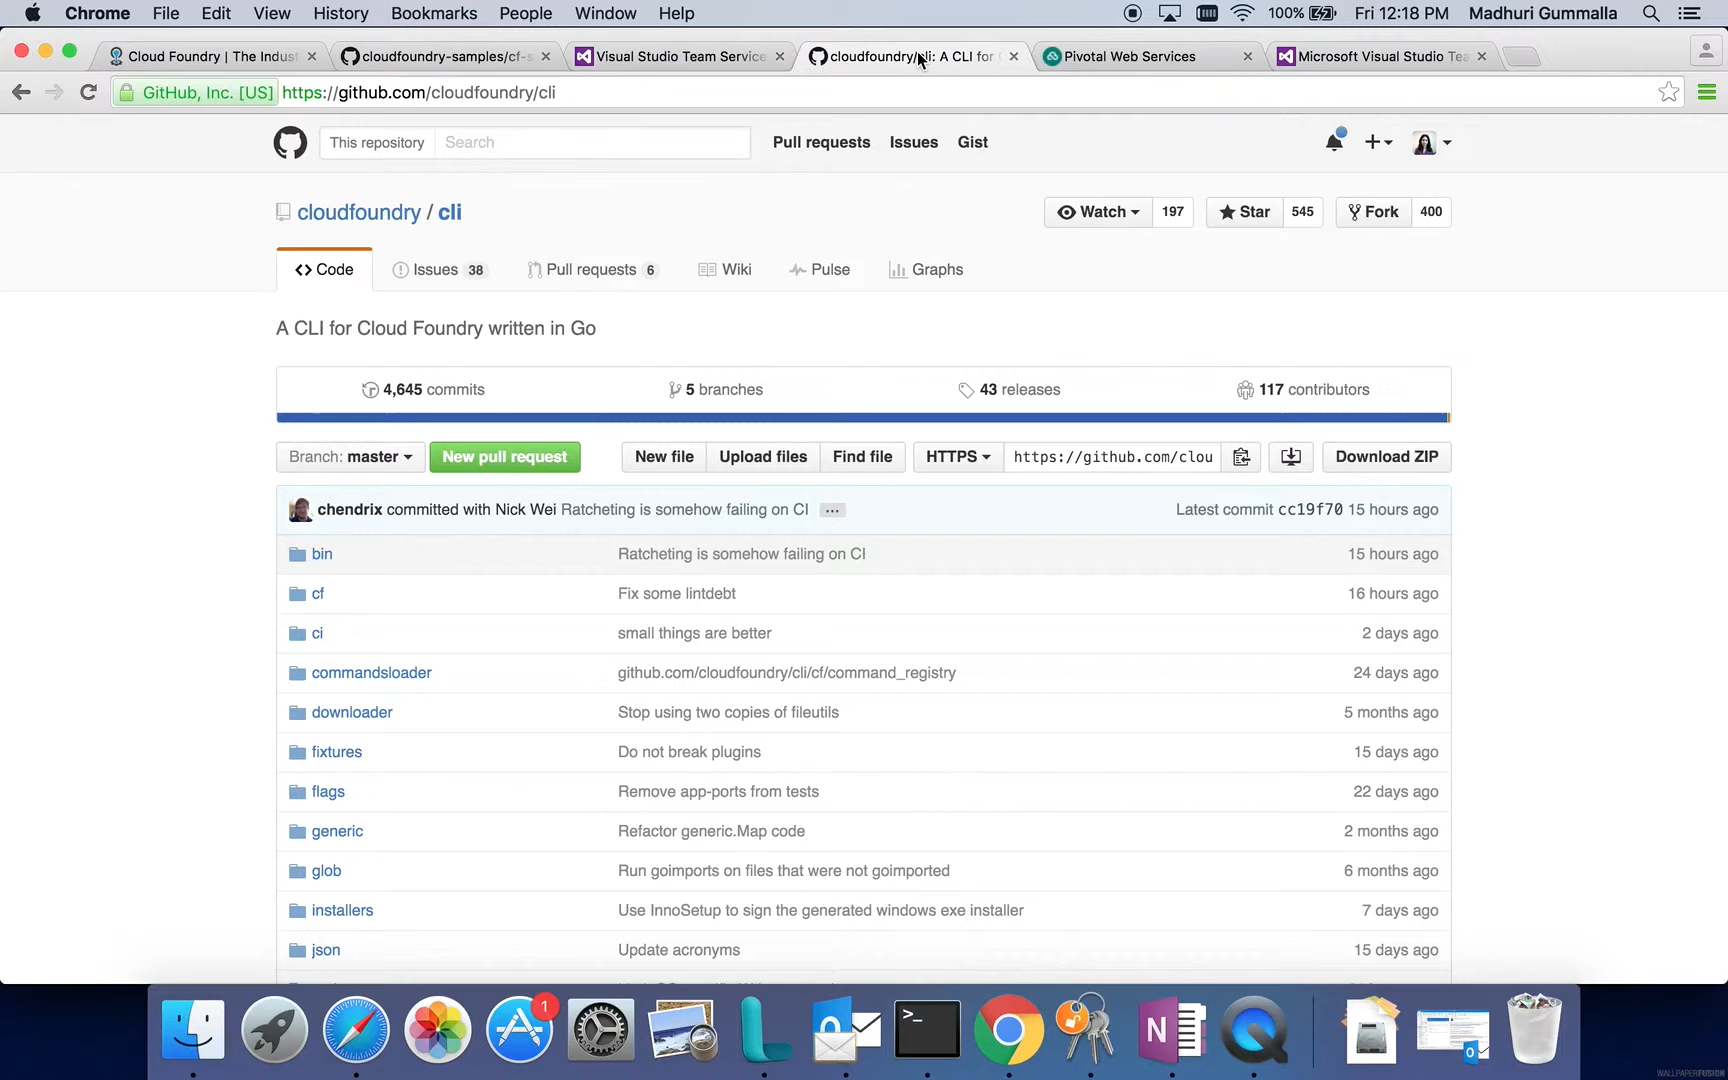 Chrome File Edit View History Bookmarks People Window Help 100% Fri 12:18 PM Madhuri Gummalla
Cloud Foundry | The Indust cloudfoundry-samples/cf-s Visual Studio Team Service cloudfoundry/cli: A CLI for Pivotal Web Services Microsoft Visual Studio Tea
GitHub, Inc. [US] https://github.com/cloudfoundry/cli
This repository Search Pull requests Issues Gist
cloudfoundry / cli Watch 197 Star 545 Fork 400
Code Issues 38 Pull requests 6 Wiki Pulse Graphs
A CLI for Cloud Foundry written in Go
4,645 commits 5 branches 43 releases 117 contributors
Branch: master New pull request New file Upload files Find file HTTPS https://github.com/clou Download ZIP
chendrix committed with Nick Wei Ratcheting is somehow failing on CI ... Latest commit cc19f70 15 hours ago
bin Ratcheting is somehow failing on CI 15 hours ago
cf Fix some lintdebt 16 hours ago
ci small things are better 2 days ago
commandsloader github.com/cloudfoundry/cli/cf/command_registry 24 days ago
downloader Stop using two copies of fileutils 5 months ago
fixtures Do not break plugins 15 days ago
flags Remove app-ports from tests 22 days ago
generic Refactor generic.Map code 2 months ago
glob Run goimports on files that were not goimported 6 months ago
installers Use InnoSetup to sign the generated windows exe installer 7 days ago
json Update acronyms 15 days ago
1
>_
N
WALLPAPERFUSION